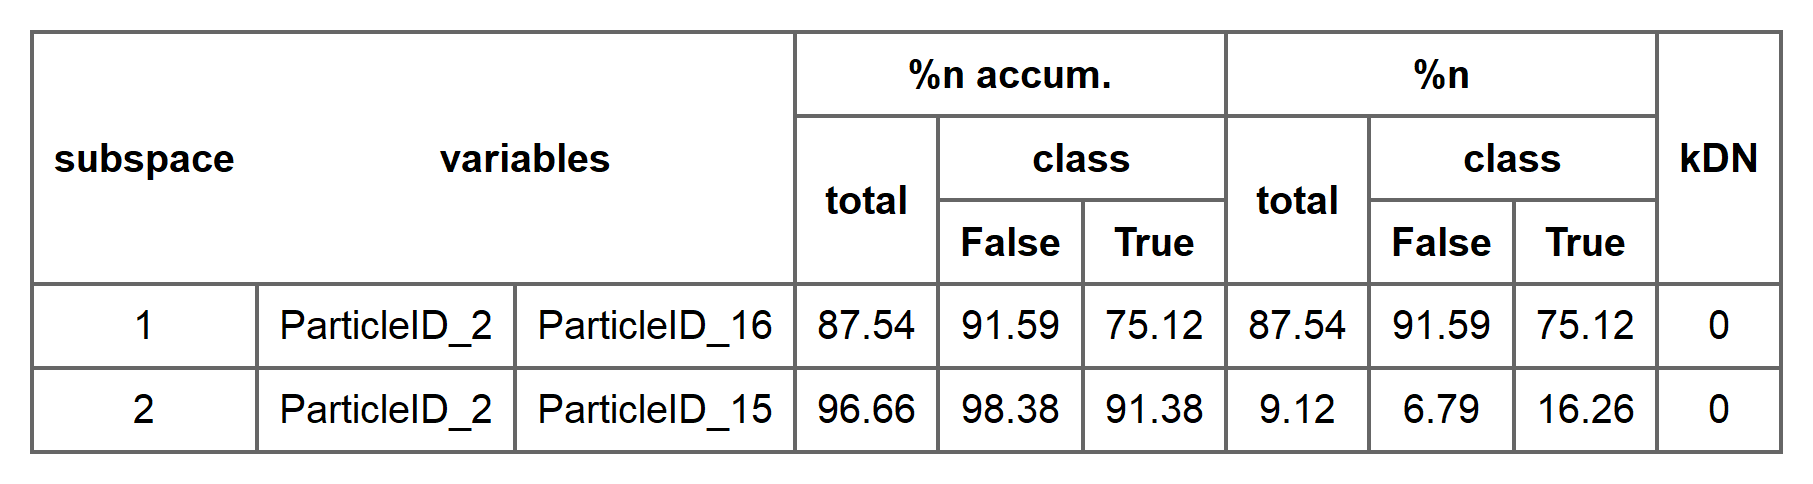 %n accum. %n
subspace variables class class kDN
total total
False True False True
1 ParticleID_2 ParticleID_16 87.54 91.59 75.12 87.54 91.59 75.12 0
2 ParticleID_2 ParticleID_15 96.66 98.38 91.38 9.12 6.79 16.26 0